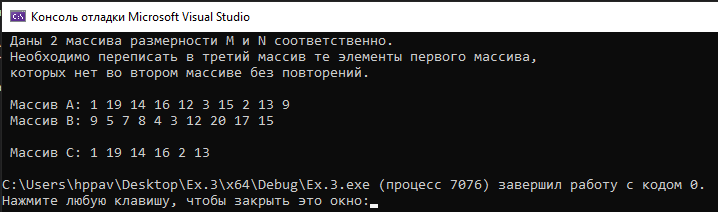 Консоль отладки Microsoft Visual Studio
Даны 2 массива размерности M и N соответственно.
Необходимо переписать в третий массив те элементы первого массива,
которых нет во втором массиве без повторений.
Массив A: 1 19 14 16 12 3 15 2 13 9
Массив B: 9 5 7 8 4 3 12 20 17 15
Массив C: 1 19 14 16 2 13
C:\Users\hppav\Desktop\Ex.3\x64\Debug\Ex.3.exe (процесс 7076) завершил работу с кодом 0.
Нажмите любую клавишу, чтобы закрыть это окно: